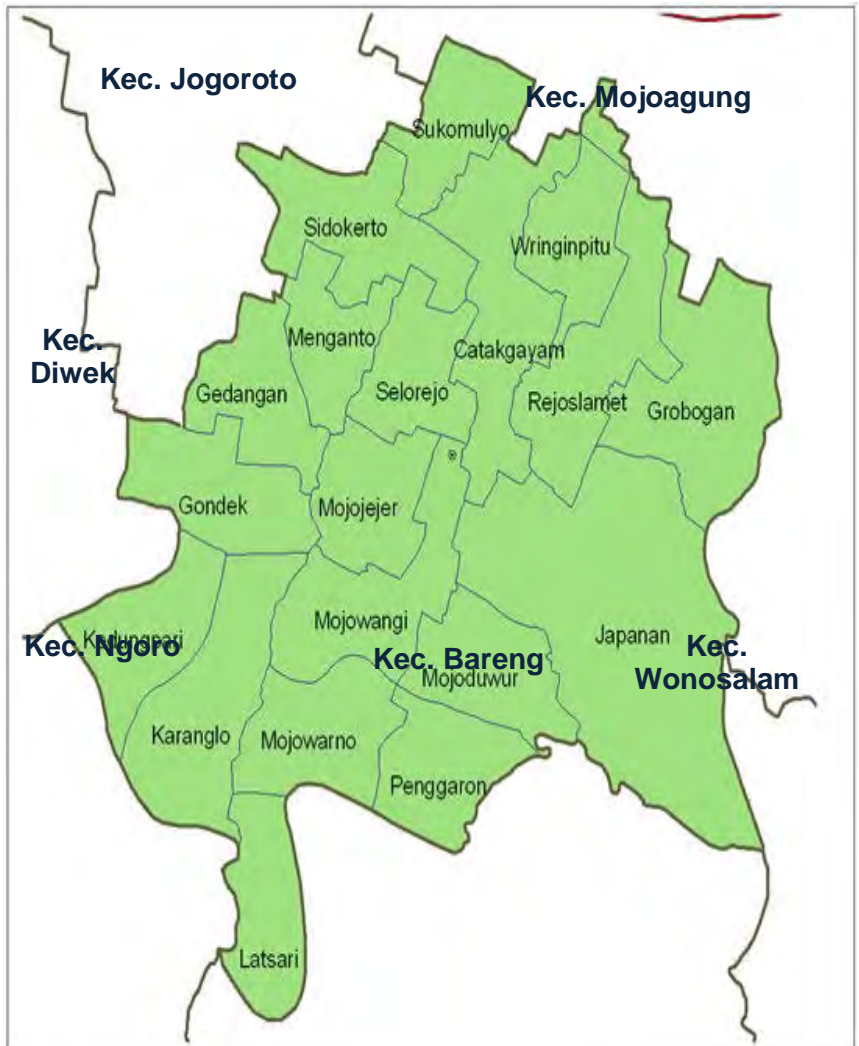 Kec. Jogoroto
Kec. Mojoagung
Sukomulyo
Sidokerto
Wringinpitu
Menganto
Kec.
Diwek
Catakgayam
Gedangan
Selorejo
Rejoslamet
Grobogan
Gondek
Mojojejer
Mojowangi
Kedungpari
Kec. Ngoro
Japanan
Kec.
Wonosalam
Kec. Bareng
Mojoduwur
Karanglo
Mojowarno
Penggaron
Latsari